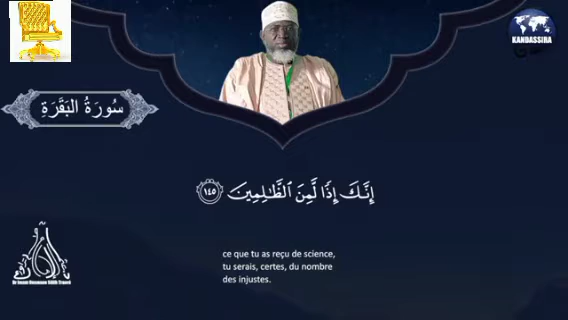 KANDASSIRA
سُورَةُ البَقَرَةِ
إِنَّكَ إِذًا لَّمِنَ ٱلظَّٰلِمِينَ ١٤٥
ce que tu as reçu de science,
tu serais, certes, du nombre
des injustes.